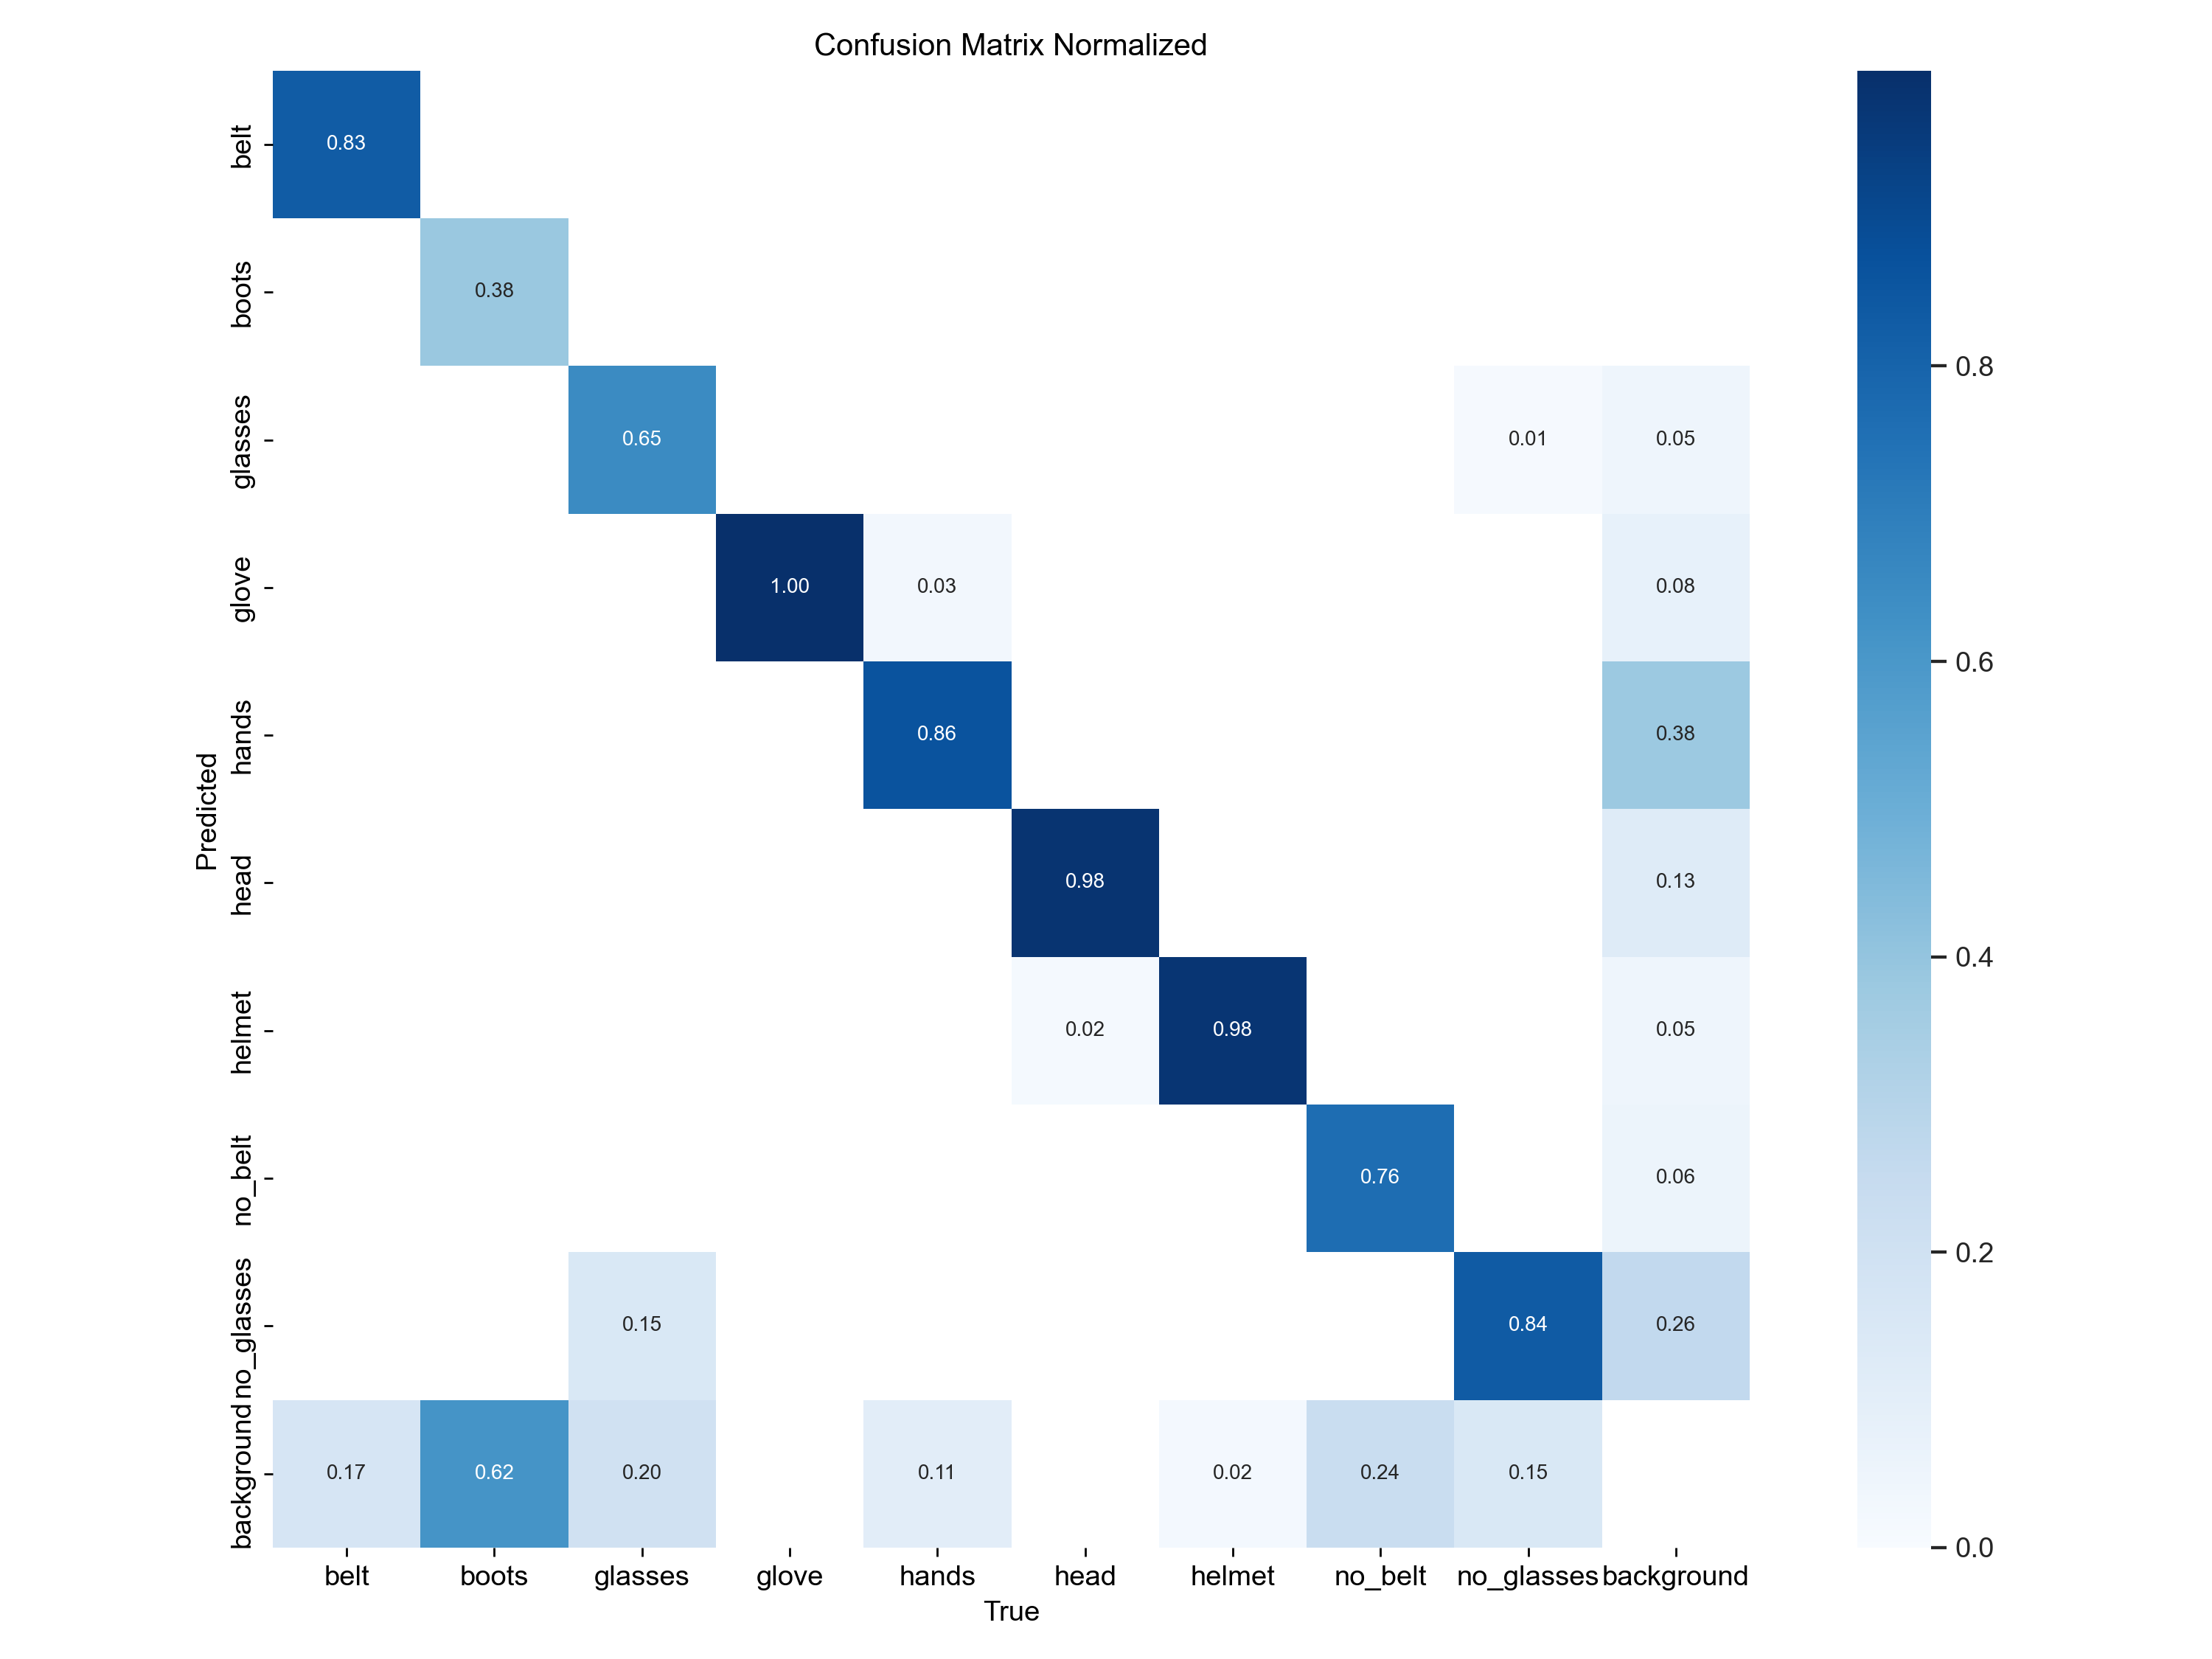 Confusion Matrix Normalized
belt
0.83
boots
0.38
glasses
0.65
0.01
0.05
0.8
glove
1.00
0.03
0.08
0.6
Predicted
hands
0.86
0.38
head
0.98
0.13
0.4
helmet
0.02
0.98
0.05
no_belt
0.76
0.06
0.2
no_glasses
0.15
0.84
0.26
background
0.17
0.62
0.20
0.11
0.02
0.24
0.15
0.0
belt boots glasses glove hands head helmet no_belt no_glasses background
True